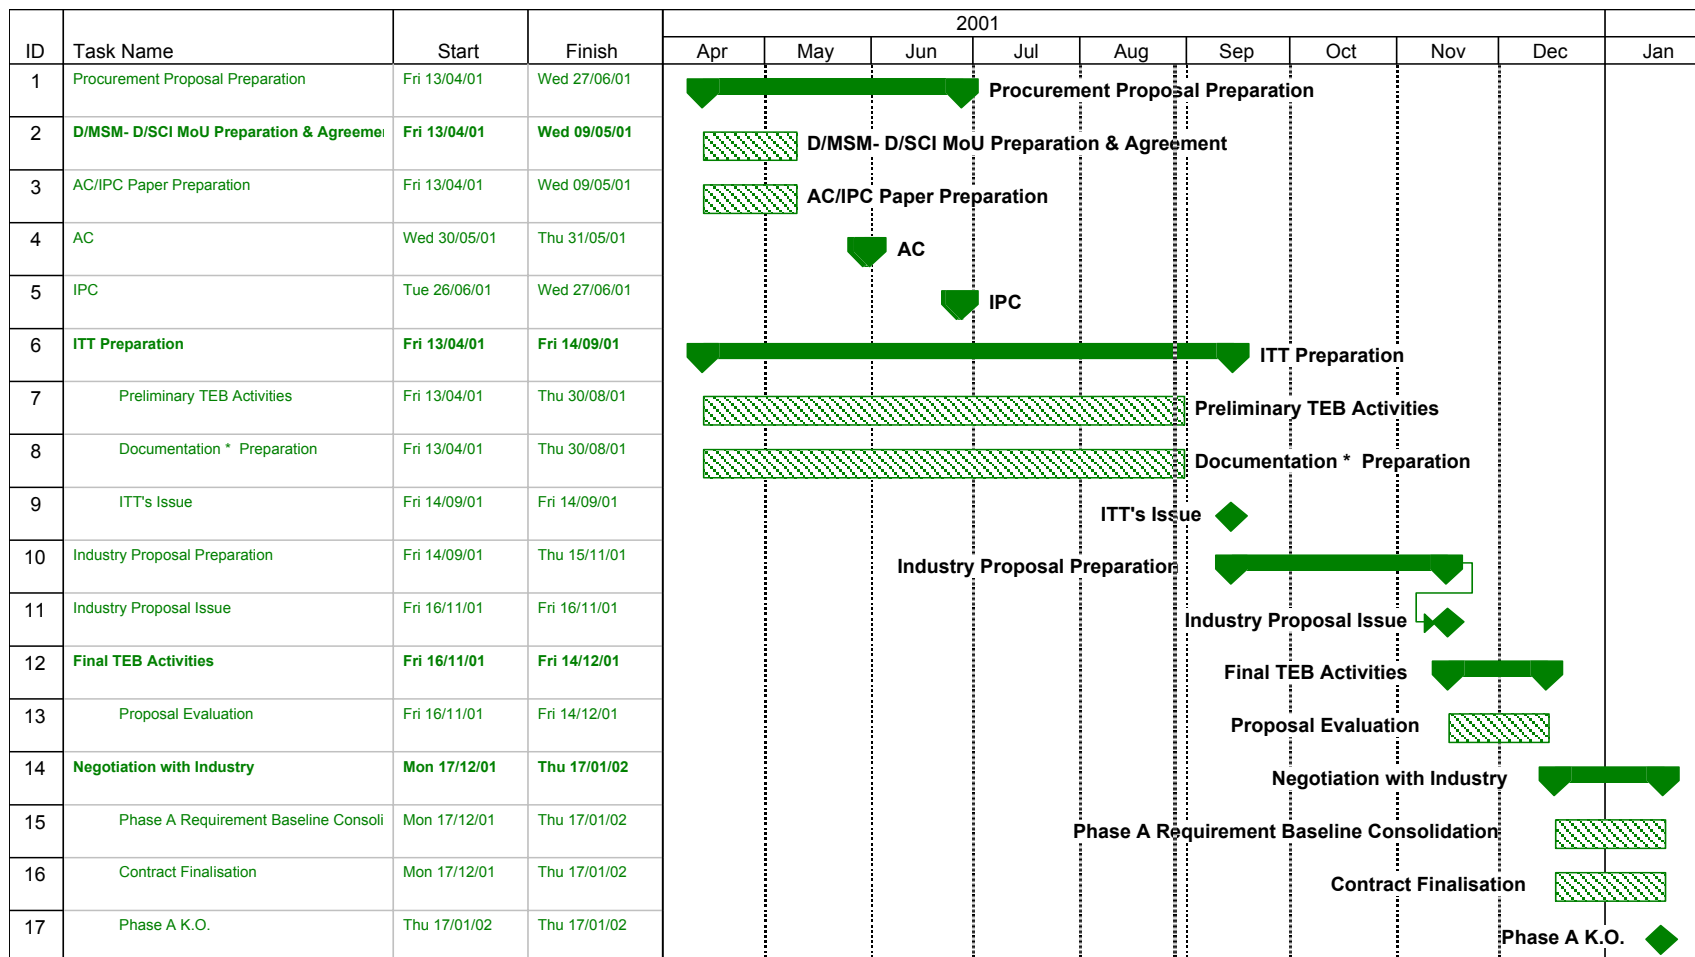 2001
ID Task Name Start Finish Apr May Jun Jul Aug Sep Oct Nov Dec Jan
1 Procurement Proposal Preparation Fri 13/04/01 Wed 27/06/01 Procurement Proposal Preparation
2 D/MSM- D/SCI MoU Preparation & Agreemen Fri 13/04/01 Wed 09/05/01 D/MSM- D/SCI MoU Preparation & Agreement
3 AC/IPC Paper Preparation Fri 13/04/01 Wed 09/05/01 AC/IPC Paper Preparation
4 AC Wed 30/05/01 Thu 31/05/01 AC
5 IPC Tue 26/06/01 Wed 27/06/01 IPC
6 ITT Preparation Fri 13/04/01 Fri 14/09/01 ITT Preparation
7 Preliminary TEB Activities Fri 13/04/01 Thu 30/08/01 Preliminary TEB Activities
8 Documentation * Preparation Fri 13/04/01 Thu 30/08/01 Documentation * Preparation
9 ITT's Issue Fri 14/09/01 Fri 14/09/01 ITT's Issue
10 Industry Proposal Preparation Fri 14/09/01 Thu 15/11/01 Industry Proposal Preparation
11 Industry Proposal Issue Fri 16/11/01 Fri 16/11/01 Industry Proposal Issue
12 Final TEB Activities Fri 16/11/01 Fri 14/12/01 Final TEB Activities
13 Proposal Evaluation Fri 16/11/01 Fri 14/12/01 Proposal Evaluation
14 Negotiation with Industry Mon 17/12/01 Thu 17/01/02 Negotiation with Industry
15 Phase A Requirement Baseline Consoli Mon 17/12/01 Thu 17/01/02 Phase A Requirement Baseline Consolidation
16 Contract Finalisation Mon 17/12/01 Thu 17/01/02 Contract Finalisation
17 Phase A K.O. Thu 17/01/02 Thu 17/01/02 Phase A K.O.